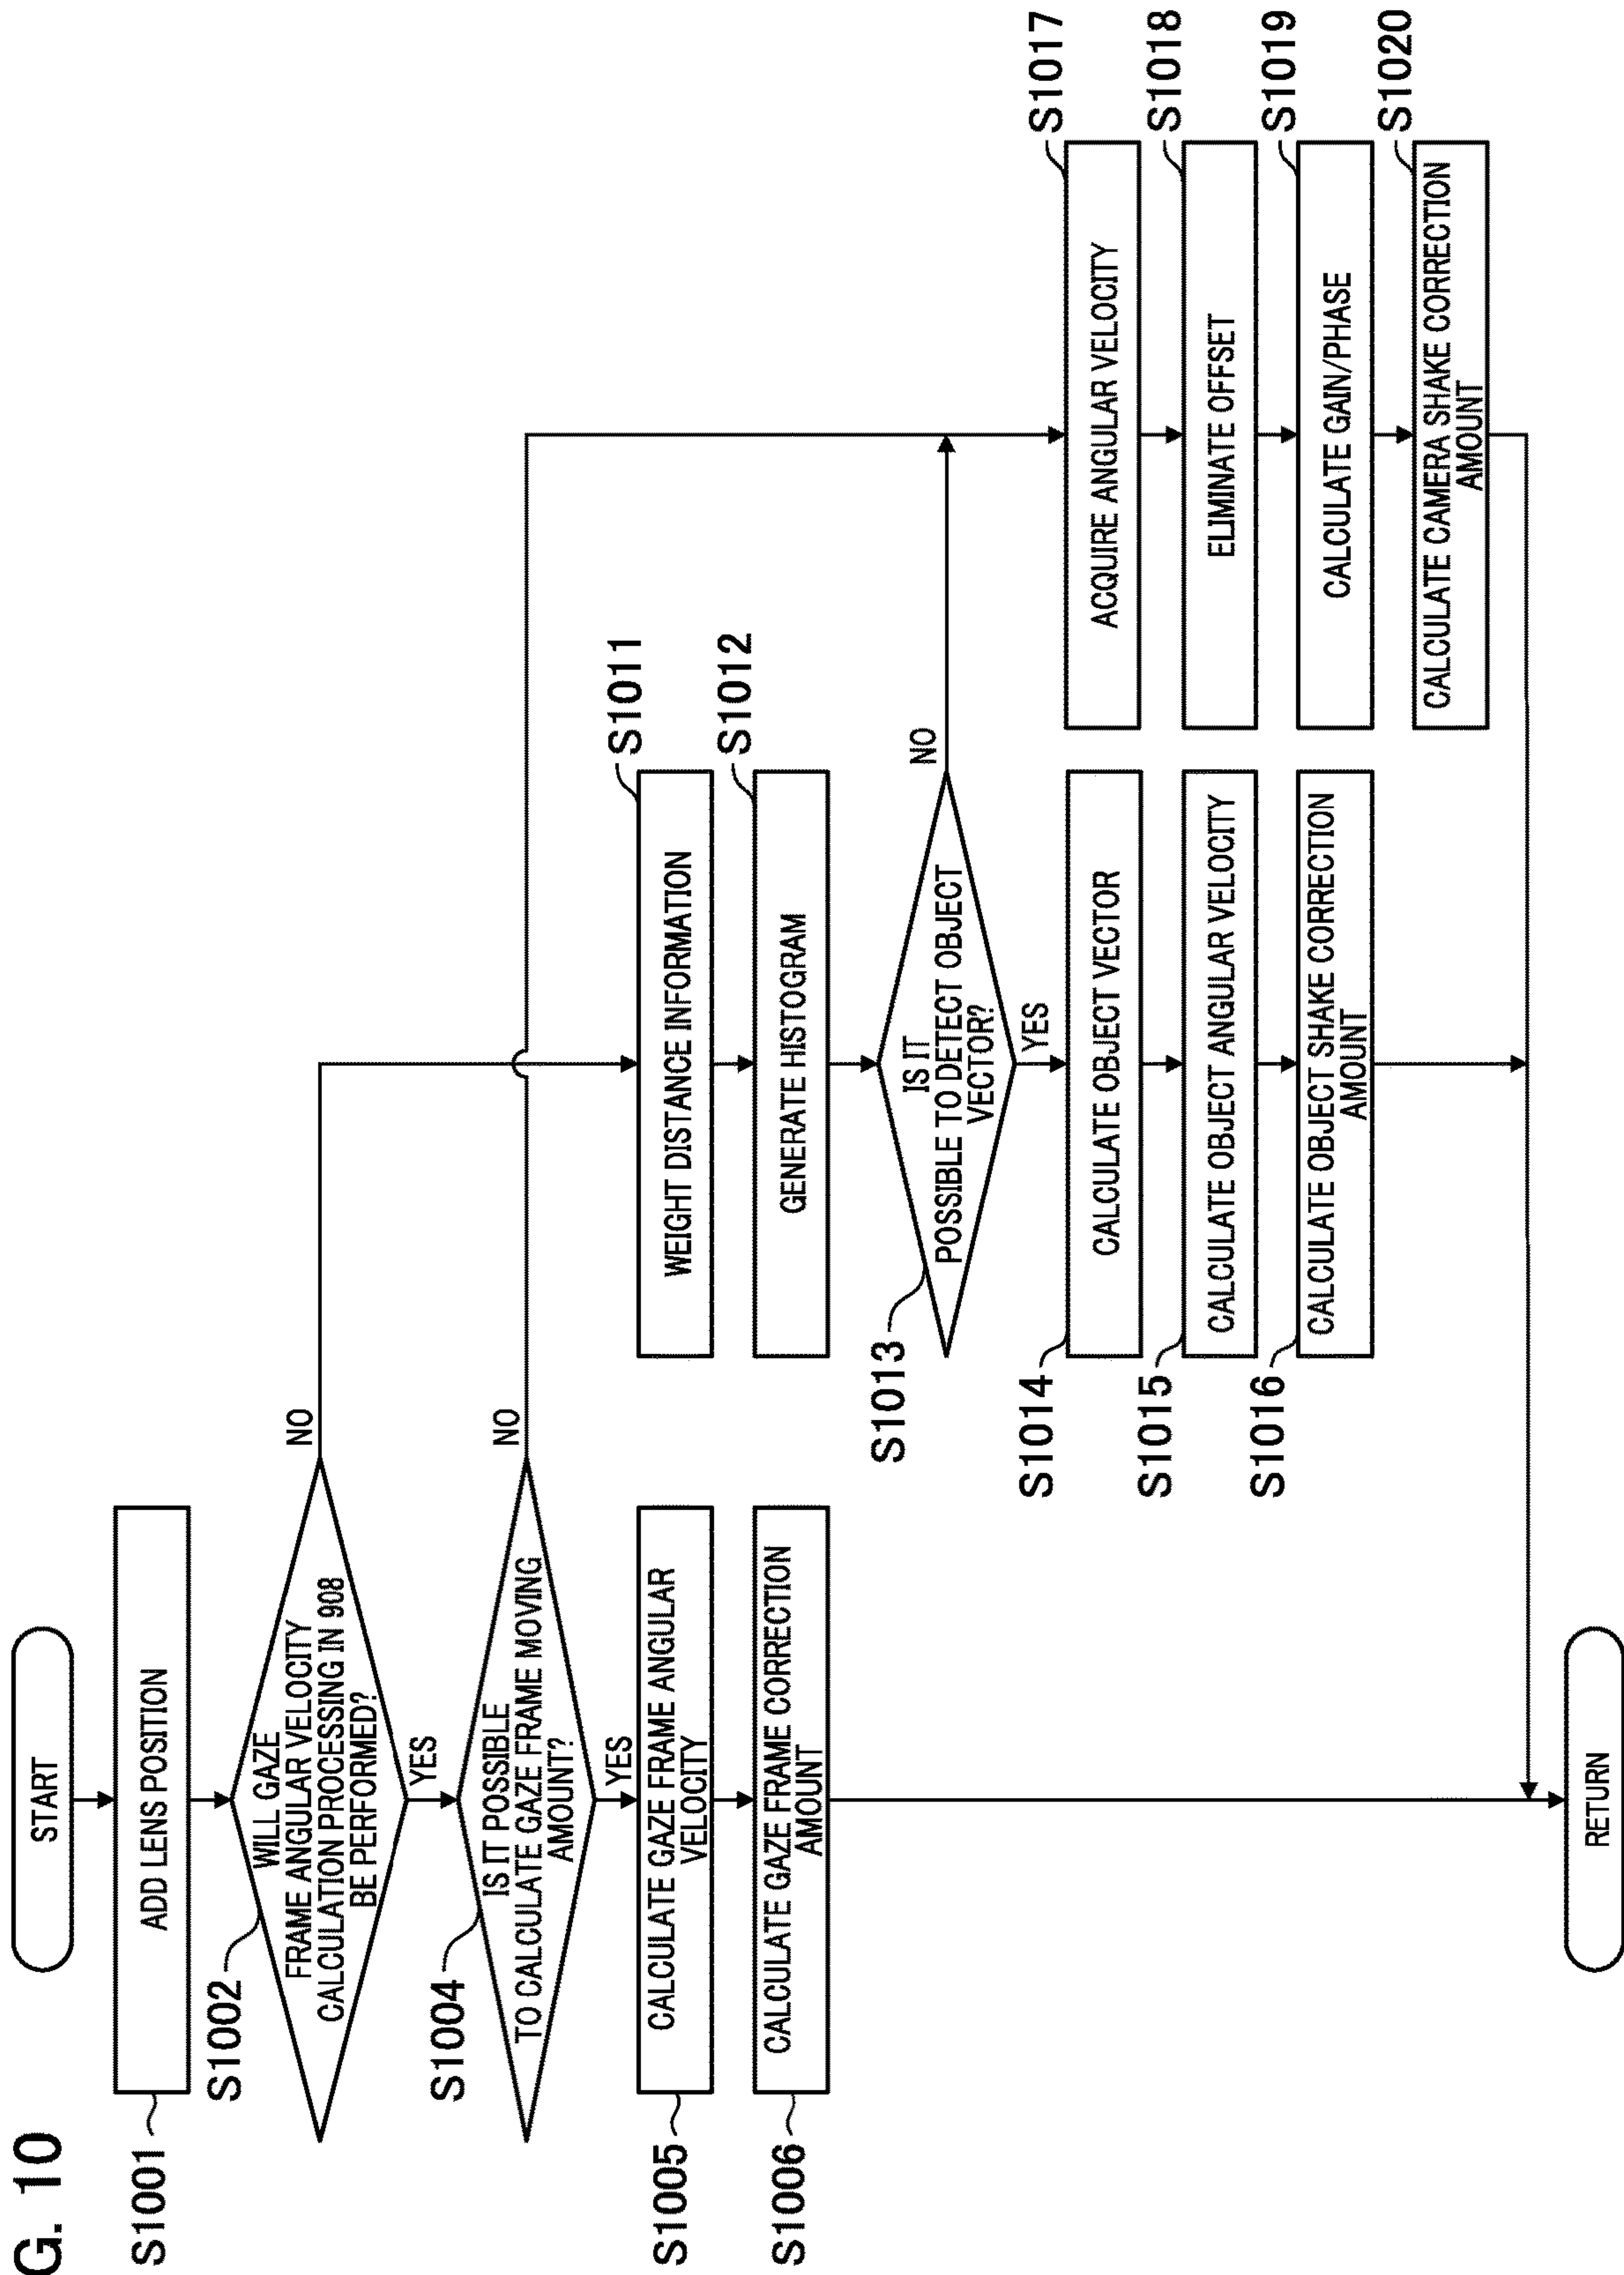 G. 10
START
S1001
ADD LENS POSITION
S1002
WILL GAZE
FRAME ANGULAR VELOCITY
CALCULATION PROCESSING IN 908
BE PERFORMED?
NO
YES
S1004
IS IT POSSIBLE
TO CALCULATE GAZE FRAME MOVING
AMOUNT?
NO
YES
S1005
CALCULATE GAZE FRAME ANGULAR
VELOCITY
S1006
CALCULATE GAZE FRAME CORRECTION
AMOUNT
S1011
WEIGHT DISTANCE INFORMATION
S1012
GENERATE HISTOGRAM
S1013
IS IT
POSSIBLE TO DETECT OBJECT
VECTOR?
NO
YES
S1014
CALCULATE OBJECT VECTOR
S1015
CALCULATE OBJECT ANGULAR VELOCITY
S1016
CALCULATE OBJECT SHAKE CORRECTION
AMOUNT
S1017
ACQUIRE ANGULAR VELOCITY
S1018
ELIMINATE OFFSET
S1019
CALCULATE GAIN/PHASE
S1020
CALCULATE CAMERA SHAKE CORRECTION
AMOUNT
RETURN